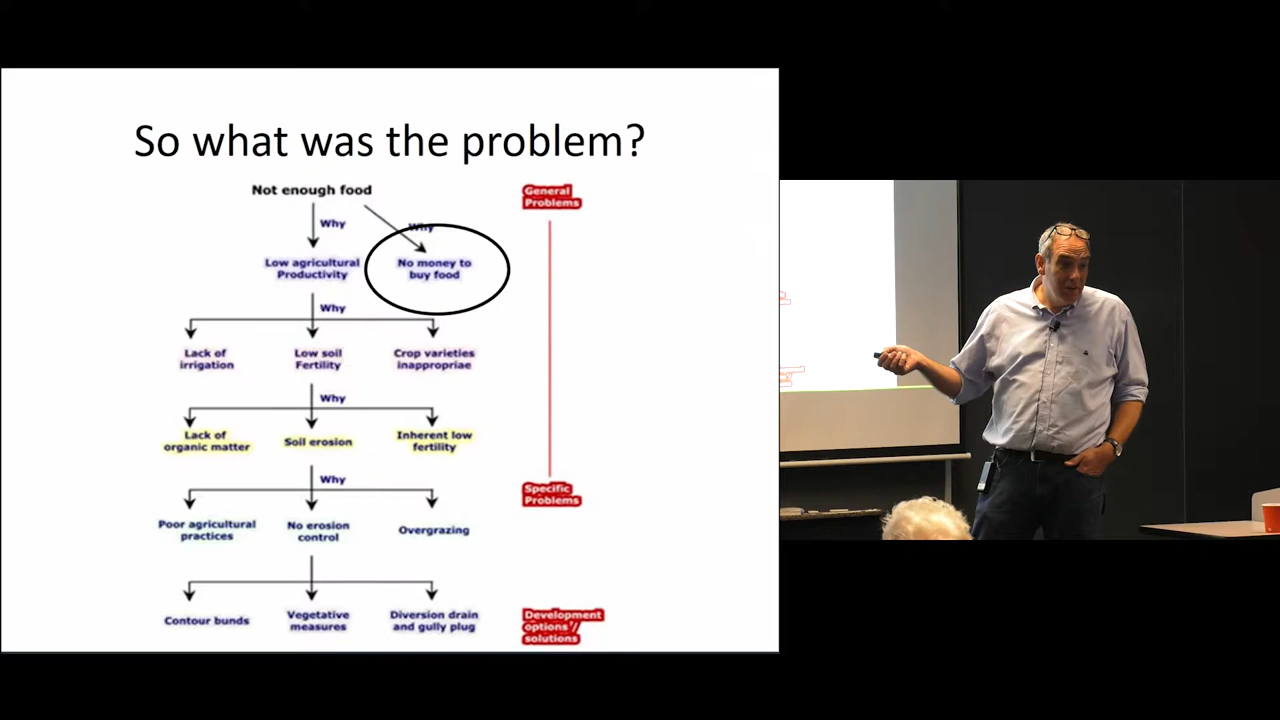 So what was the problem?
Not enough food
General
Problems
Why
Why
Low agricultural
Productivity
No money to
buy food
Why
Lack of
irrigation
Low soil
Fertility
Crop varieties
inappropriae
Why
Lack of
organic matter
Soil erosion
Inherent low
fertility
Why
Specific
Problems
Poor agricultural
practices
No erosion
control
Overgrazing
Contour bunds
Vegetative
measures
Diversion drain
and gully plug
Development
options'/
solutions